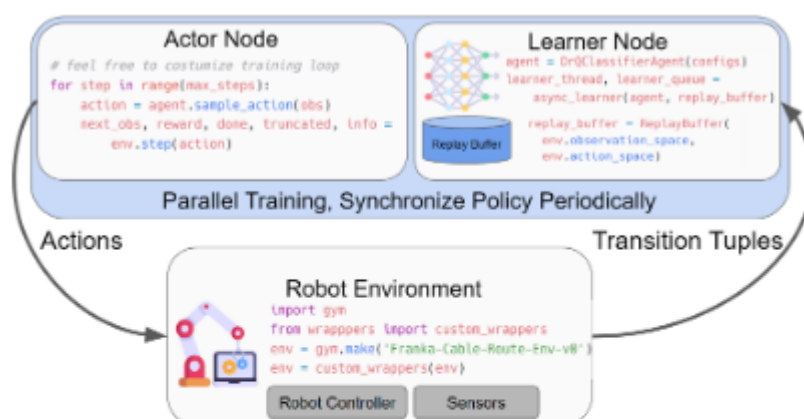 Actor Node
# feel free to costumize training loop
for step in range(max_steps):
action = agent.sample_action(obs)
next_obs, reward, done, truncated, info =
env.step(action)
Learner Node
agent = DrQClassifierAgent(configs)
learner_thread, learner_queue =
async_learner(agent, replay_buffer)
replay_buffer = ReplayBuffer(
env.observation_space,
env.action_space)
Replay Buffer
Parallel Training, Synchronize Policy Periodically
Actions
Transition Tuples
Robot Environment
import gym
from wrapppers import custom_wrappers
env = gym.make("Franka-Cable-Route-Env-v0")
env = custom_wrappers(env)
Robot Controller
Sensors